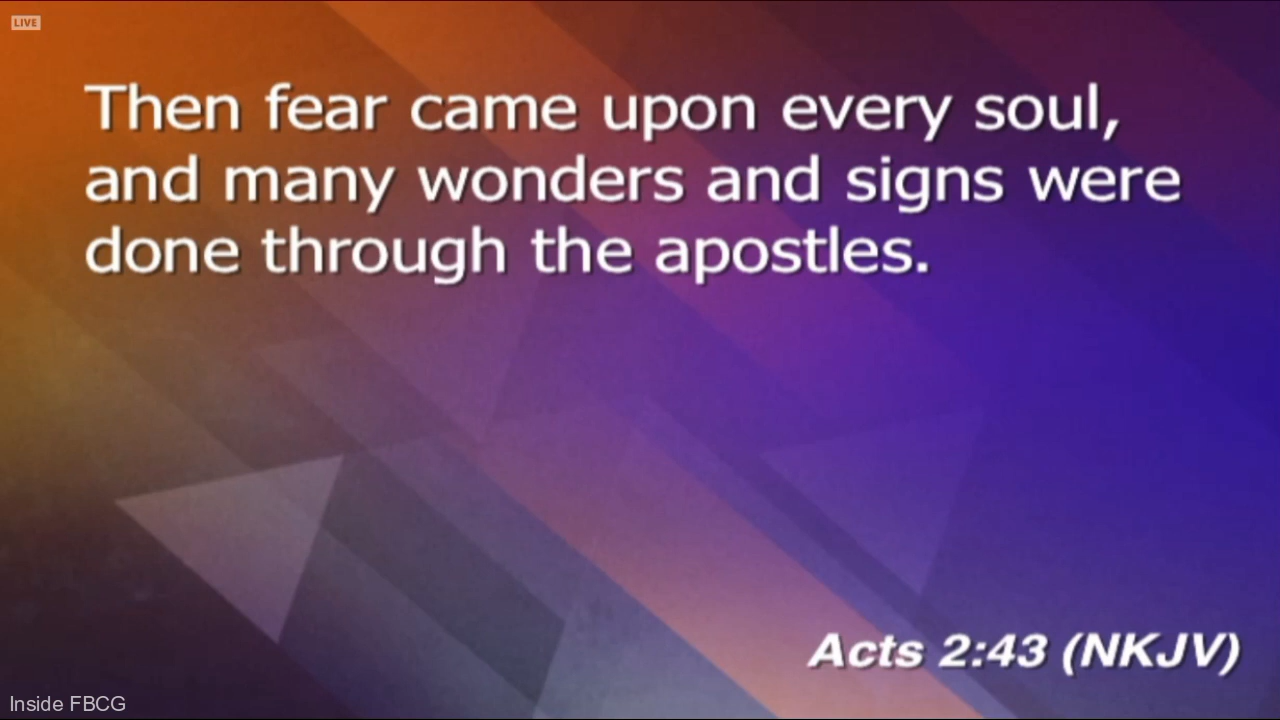 LIVE
Then fear came upon every soul,
and many wonders and signs were
done through the apostles.
Acts 2:43 (NKJV)
Inside FBCG